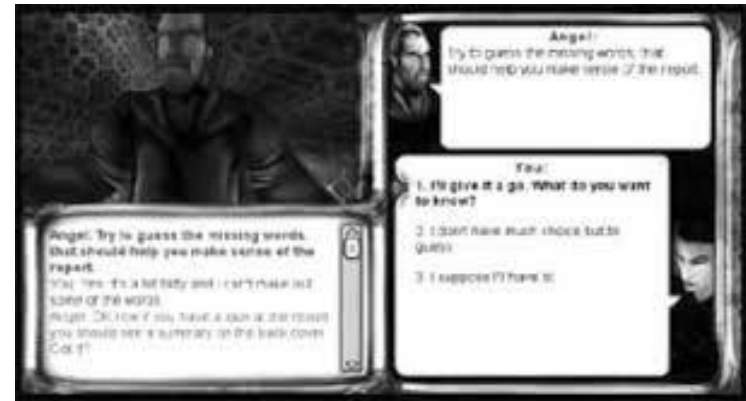 Angel:
Try to guess the missing words, that
should help you make sense of the report.
You:
1. I'll give it a go. What do you want
to know?
2. I don't have much choice but to
guess.
3. I suppose I'll have to.
Angel: Try to guess the missing words,
that should help you make sense of the
report.
You: Yes. It's a bit tatty and I can't make out
some of the words.
Angel: OK now if you have a look at the report
you should see a summary on the back cover.
Got it?